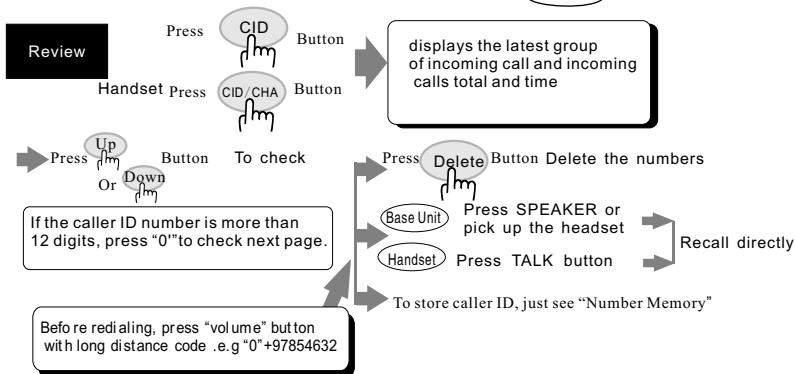 Review
Press CID Button
Handset Press CID/CHA Button
displays the latest group
of incoming call and incoming
calls total and time
Press Up Button To check
Or Down
If the caller ID number is more than
12 digits, press “0'”to check next page.
Press Delete Button Delete the numbers
Base Unit Press SPEAKER or
pick up the headset
Handset Press TALK button
Recall directly
To store caller ID, just see “Number Memory”
Before redialing, press “volume” button
with long distance code .e.g “0”+97854632